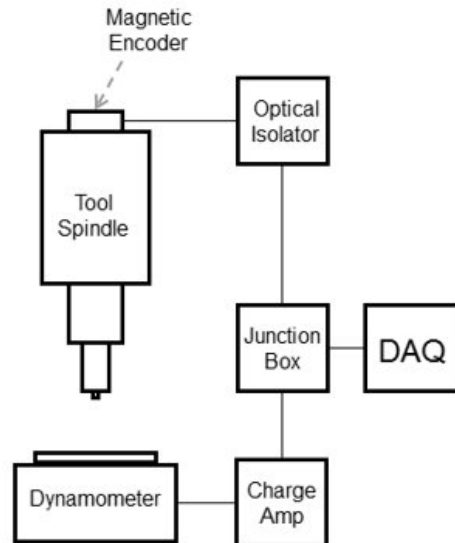 Magnetic
Encoder
Optical
Isolator
Tool
Spindle
Junction
Box
DAQ
Dynamometer
Charge
Amp